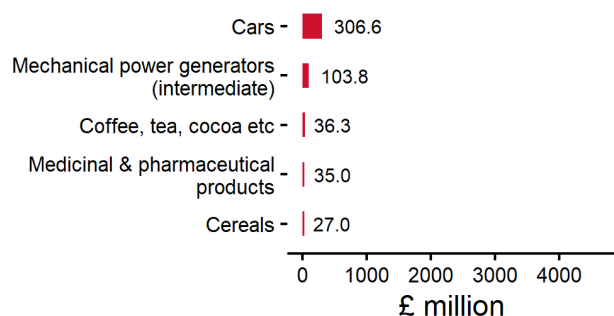 Cars 306.6
Mechanical power generators
(intermediate) 103.8
Coffee, tea, cocoa etc 36.3
Medicinal & pharmaceutical
products 35.0
Cereals 27.0
0 1000 2000 3000 4000
£ million